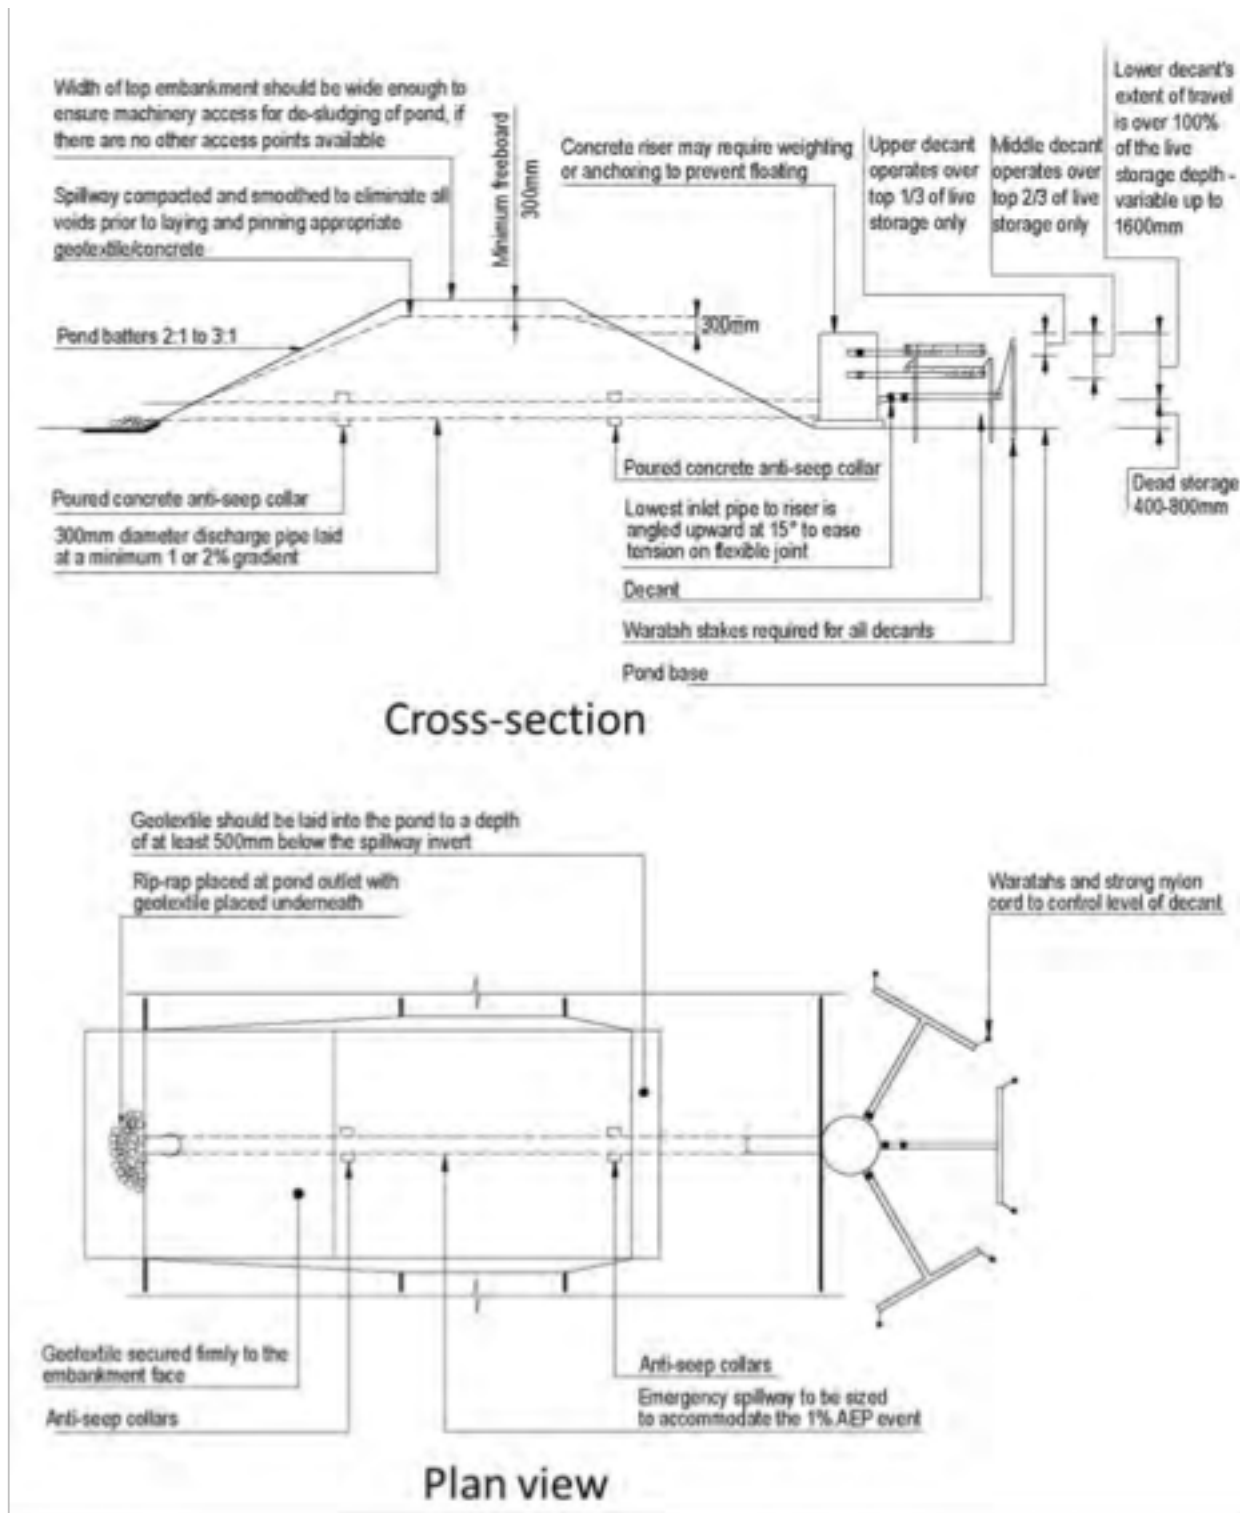 Width of top embankment should be wide enough to
ensure machinery access for de-sludging of pond, if
there are no other access points available
Spillway compacted and smoothed to eliminate all
voids prior to laying and pinning appropriate
geotextile/concrete
Pond batters 2:1 to 3:1
Minimum freeboard
300mm
Concrete riser may require weighting
or anchoring to prevent floating
Upper decant
operates over
top 1/3 of live
storage only
Middle decant
operates over
top 2/3 of live
storage only
Lower decant's
extent of travel
is over 100%
of the live
storage depth -
variable up to
1600mm
300mm
Poured concrete anti-seep collar
300mm diameter discharge pipe laid
at a minimum 1 or 2% gradient
Poured concrete anti-seep collar
Lowest inlet pipe to riser is
angled upward at 15° to ease
tension on flexible joint
Decant
Waratah stakes required for all decants
Pond base
Dead storage
400-800mm
Cross-section
Geotextile should be laid into the pond to a depth
of at least 500mm below the spillway invert
Rip-rap placed at pond outlet with
geotextile placed underneath
Waratahs and strong nylon
cord to control level of decant
Geotextile secured firmly to the
embankment face
Anti-seep collars
Anti-seep collars
Emergency spillway to be sized
to accommodate the 1% AEP event
Plan view